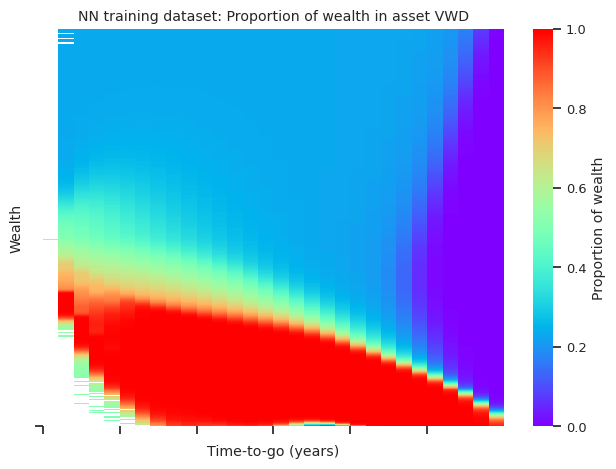 NN training dataset: Proportion of wealth in asset VWD
Wealth
Time-to-go (years)
1.0
0.8
0.6
0.4
0.2
0.0
Proportion of wealth